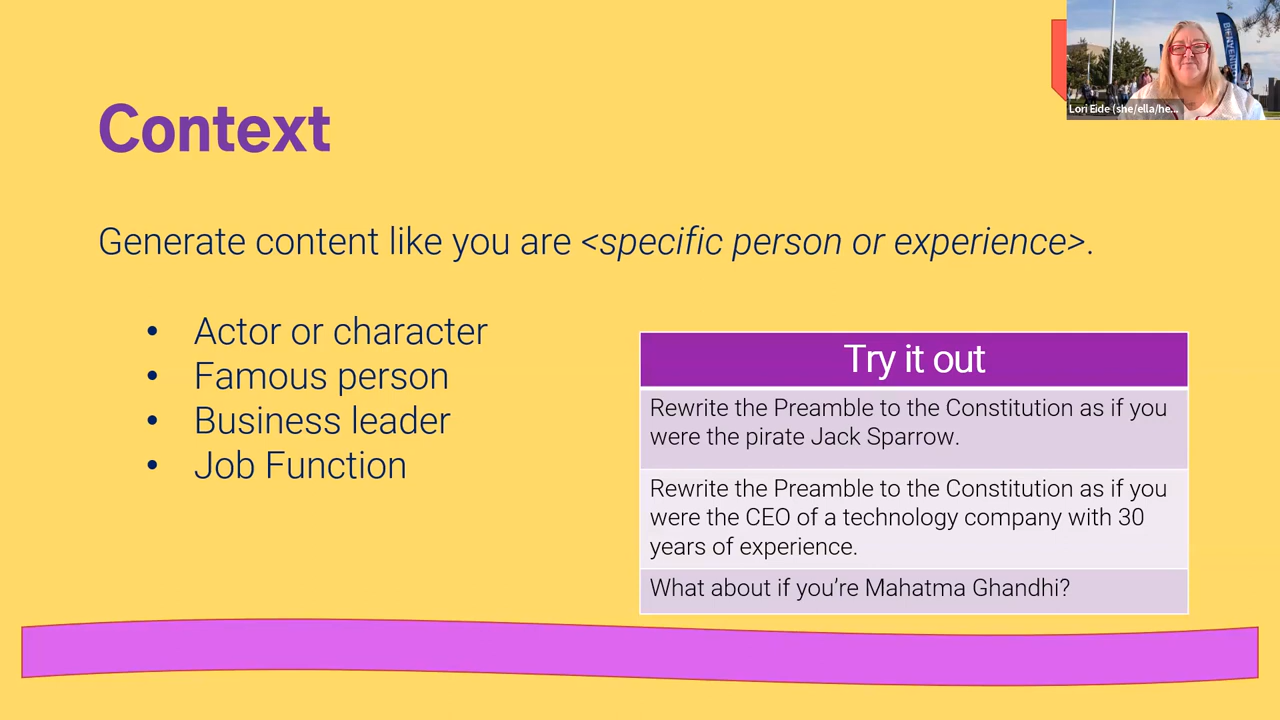 Context
Generate content like you are <specific person or experience>.
• Actor or character
• Famous person
• Business leader
• Job Function
Try it out
Rewrite the Preamble to the Constitution as if you
were the pirate Jack Sparrow.
Rewrite the Preamble to the Constitution as if you
were the CEO of a technology company with 30
years of experience.
What about if you’re Mahatma Ghandhi?
Lori Eide (she/ella/he...